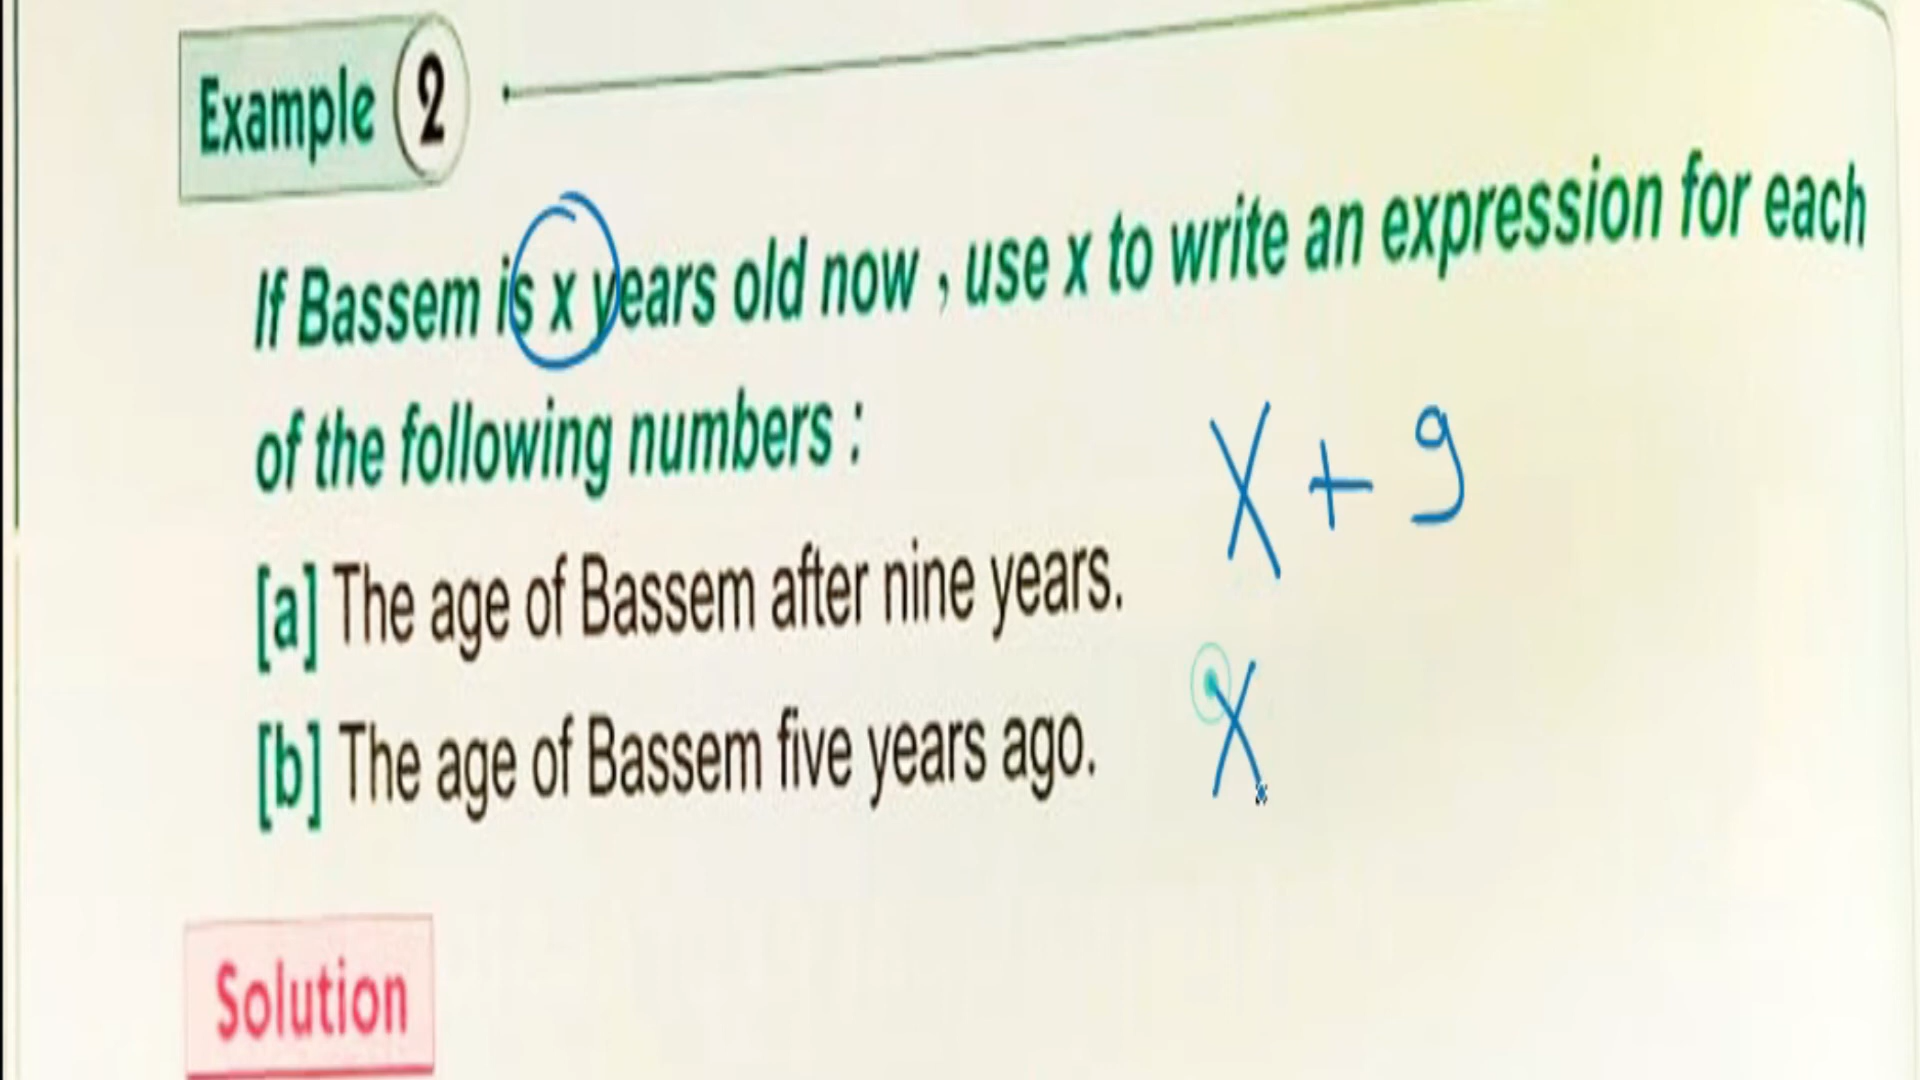 Example 2
If Bassem is x years old now , use x to write an expression for each
of the following numbers :
x + 9
[a] The age of Bassem after nine years.
[b] The age of Bassem five years ago.
x
Solution